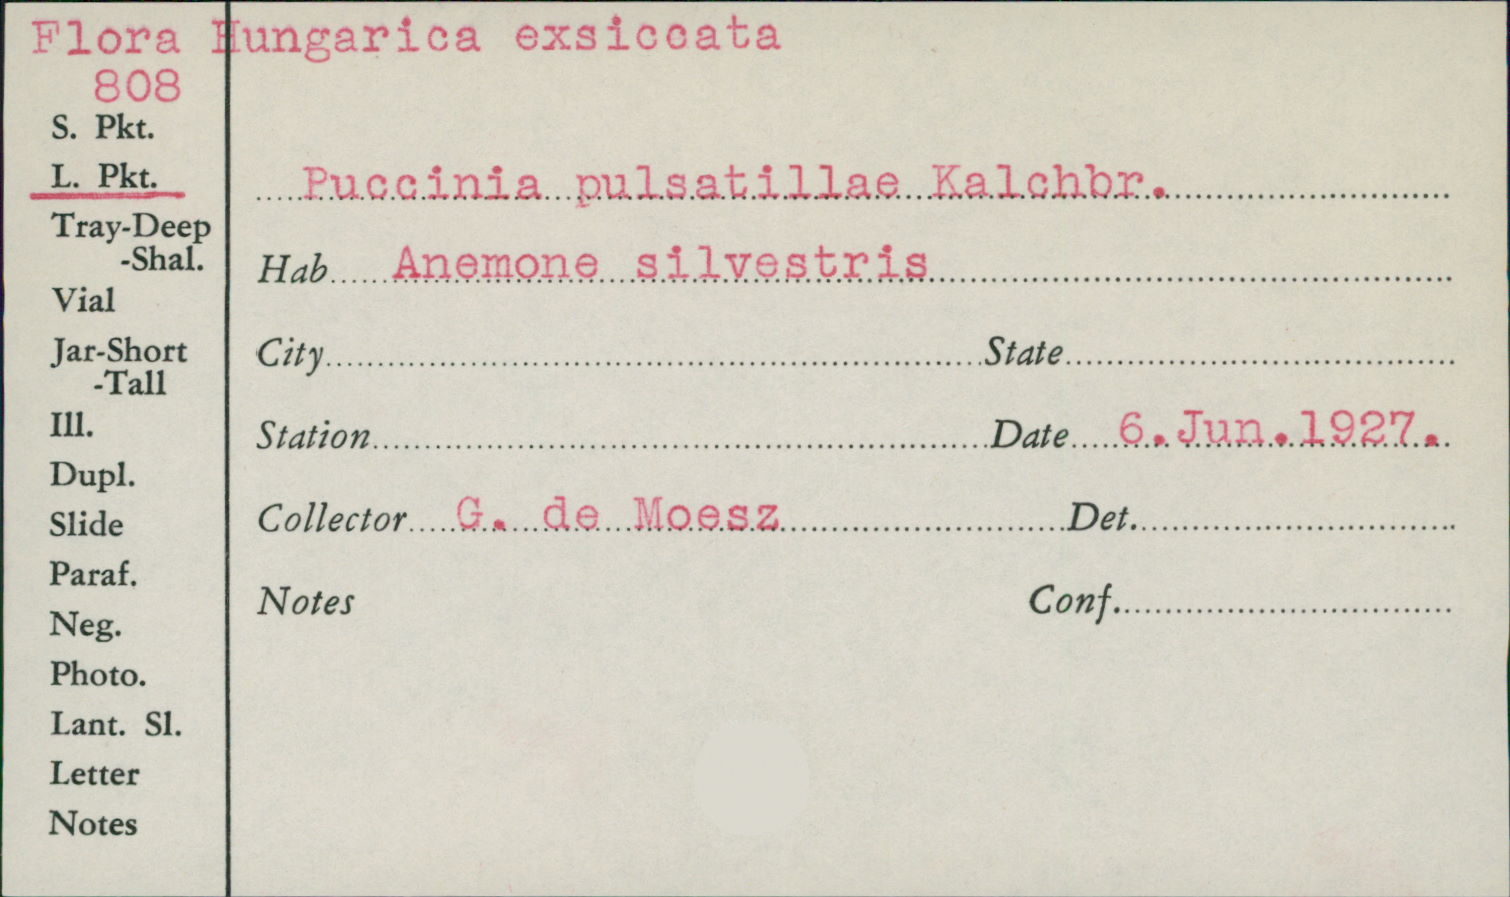 Flora Hungarica exsiccata
808
S. Pkt.
L. Pkt.
Tray-Deep
-Shal.
Vial
Jar-Short
-Tall
Ill.
Dupl.
Slide
Paraf.
Neg.
Photo.
Lant. Sl.
Letter
Notes
Puccinia pulsatillae Kalchbr.
Hab. Anemone silvestris
City State
Station Date 6.Jun.1927.
Collector G. de Moesz Det.
Notes Conf.